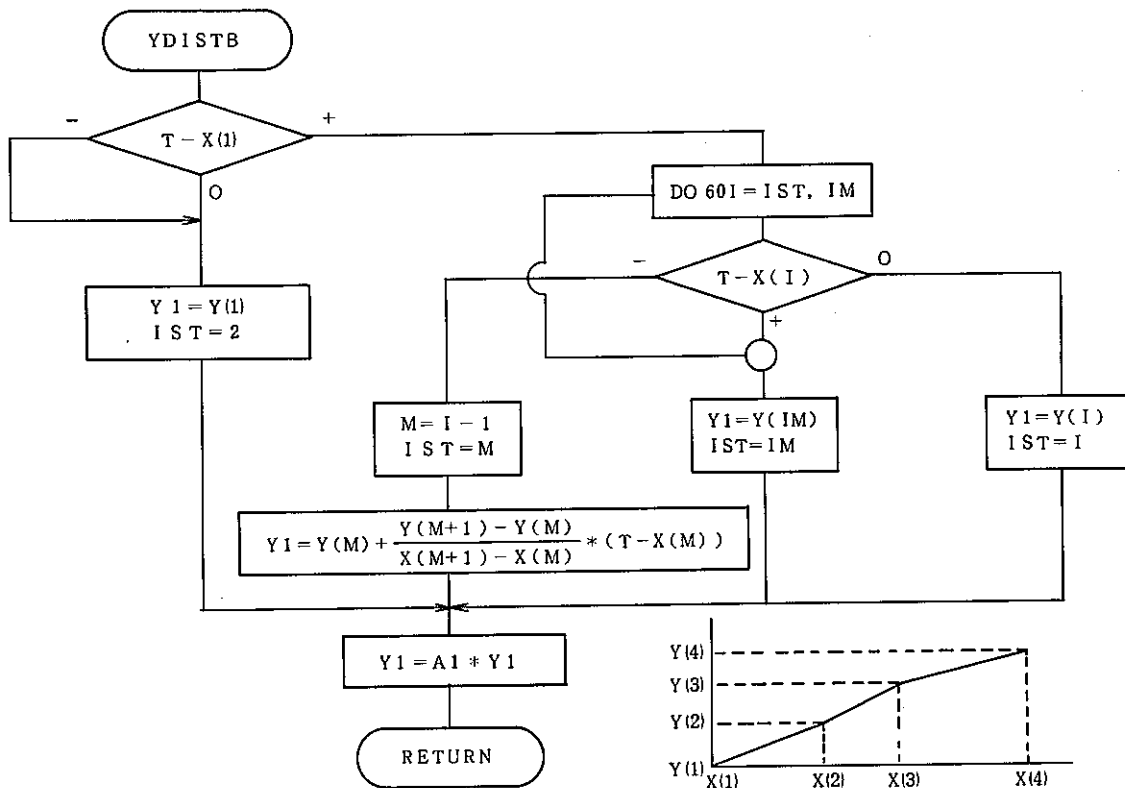 YDISTB
−
T − X(1)
+
O
DO 60 I = IST, IM
−
T − X(I)
O
+
Y1 = Y(1)
IST = 2
M = I − 1
IST = M
Y1 = Y(IM)
IST = IM
Y1 = Y(I)
IST = I
Y1 = Y(M) + Y(M+1) − Y(M) / X(M+1) − X(M) * (T − X(M))
Y1 = A1 * Y1
RETURN
Y(4)
Y(3)
Y(2)
Y(1)
X(1) X(2) X(3) X(4)